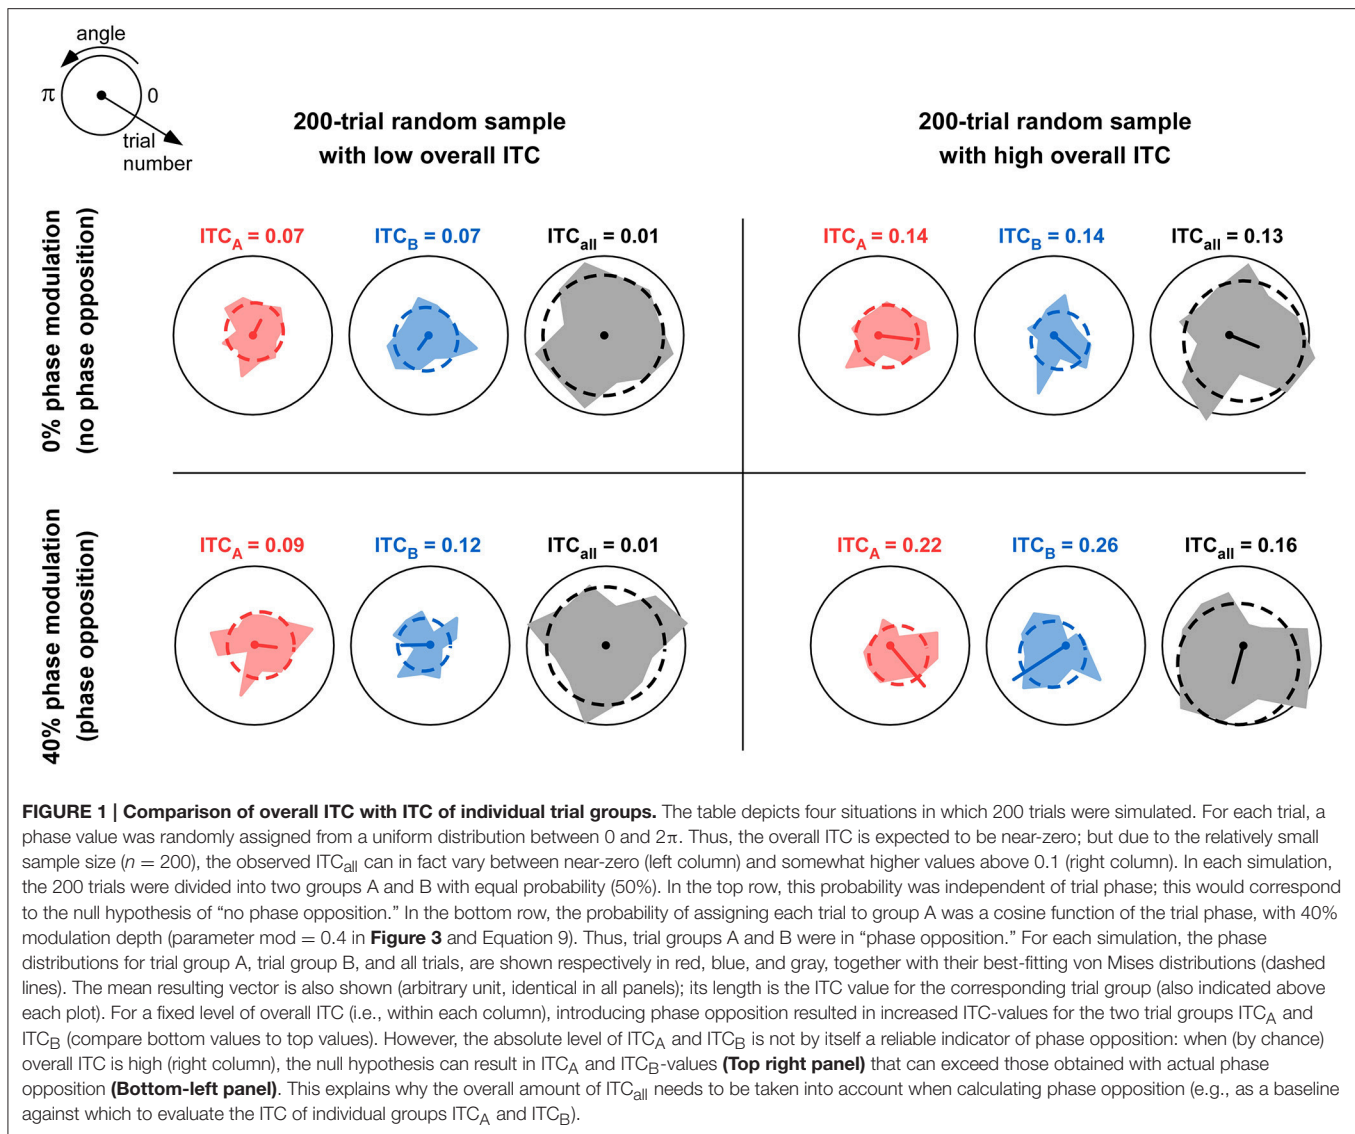 angle
π
0
trial
number
200-trial random sample
with low overall ITC
200-trial random sample
with high overall ITC
0% phase modulation
(no phase opposition)
ITCA = 0.07
ITCB = 0.07
ITCall = 0.01
ITCA = 0.14
ITCB = 0.14
ITCall = 0.13
40% phase modulation
(phase opposition)
ITCA = 0.09
ITCB = 0.12
ITCall = 0.01
ITCA = 0.22
ITCB = 0.26
ITCall = 0.16
FIGURE 1 | Comparison of overall ITC with ITC of individual trial groups. The table depicts four situations in which 200 trials were simulated. For each trial, a
phase value was randomly assigned from a uniform distribution between 0 and 2π. Thus, the overall ITC is expected to be near-zero; but due to the relatively small
sample size (n = 200), the observed ITCall can in fact vary between near-zero (left column) and somewhat higher values above 0.1 (right column). In each simulation,
the 200 trials were divided into two groups A and B with equal probability (50%). In the top row, this probability was independent of trial phase; this would correspond
to the null hypothesis of “no phase opposition.” In the bottom row, the probability of assigning each trial to group A was a cosine function of the trial phase, with 40%
modulation depth (parameter mod = 0.4 in Figure 3 and Equation 9). Thus, trial groups A and B were in “phase opposition.” For each simulation, the phase
distributions for trial group A, trial group B, and all trials, are shown respectively in red, blue, and gray, together with their best-fitting von Mises distributions (dashed
lines). The mean resulting vector is also shown (arbitrary unit, identical in all panels); its length is the ITC value for the corresponding trial group (also indicated above
each plot). For a fixed level of overall ITC (i.e., within each column), introducing phase opposition resulted in increased ITC-values for the two trial groups ITCA and
ITCB (compare bottom values to top values). However, the absolute level of ITCA and ITCB is not by itself a reliable indicator of phase opposition: when (by chance)
overall ITC is high (right column), the null hypothesis can result in ITCA and ITCB-values (Top right panel) that can exceed those obtained with actual phase
opposition (Bottom-left panel). This explains why the overall amount of ITCall needs to be taken into account when calculating phase opposition (e.g., as a baseline
against which to evaluate the ITC of individual groups ITCA and ITCB).